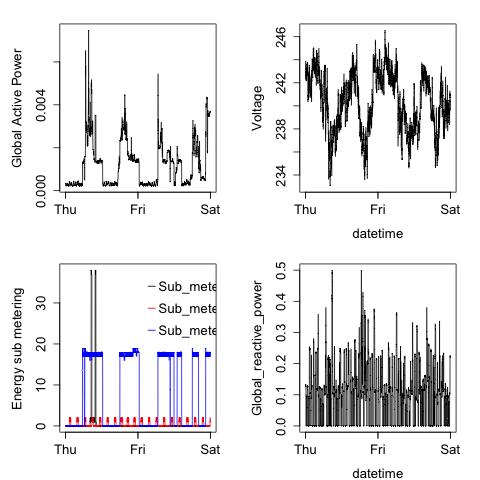 Global Active Power
0.000
0.004
Thu
Fri
Sat
Voltage
234
238
242
246
Thu
Fri
Sat
datetime
Energy sub metering
0
10
20
30
Sub_mete
Sub_mete
Sub_mete
Thu
Fri
Sat
Global_reactive_power
0.0
0.1
0.2
0.3
0.4
0.5
Thu
Fri
Sat
datetime